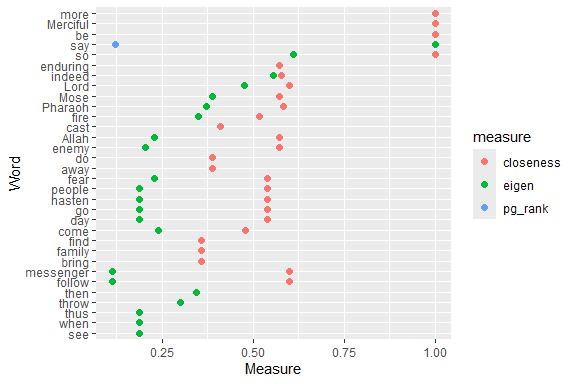 more
Merciful
be
say
so
enduring
indeed
Lord
Mose
Pharaoh
fire
cast
Allah
enemy
do
away
fear
people
hasten
go
day
come
find
family
bring
messenger
follow
then
throw
thus
when
see
Word
0.25 0.50 0.75 1.00
Measure
measure
closeness
eigen
pg_rank